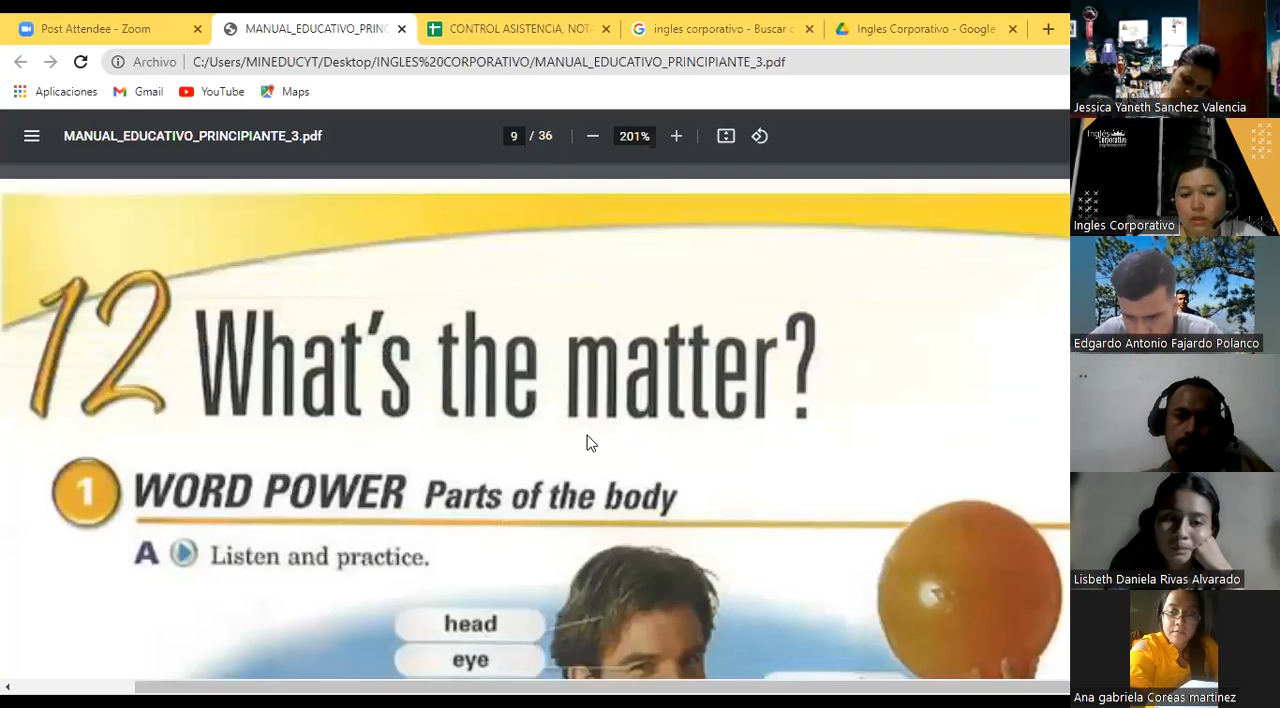 Post Attendee - Zoom
MANUAL_EDUCATIVO_PRINC
CONTROL ASISTENCIA, NOTA
ingles corporativo - Buscar c
Ingles Corporativo - Google
Archivo
C:/Users/MINEDUCYT/Desktop/INGLES%20CORPORATIVO/MANUAL_EDUCATIVO_PRINCIPIANTE_3.pdf
Aplicaciones
Gmail
YouTube
Maps
MANUAL_EDUCATIVO_PRINCIPIANTE_3.pdf
9 / 36
201%
12 What's the matter?
1 WORD POWER Parts of the body
A Listen and practice.
head
eye
Jessica Yaneth Sanchez Valencia
Inglés
Corporativo
Ingles Corporativo
Edgardo Antonio Fajardo Polanco
Lisbeth Daniela Rivas Alvarado
Ana gabriela Coreas martinez